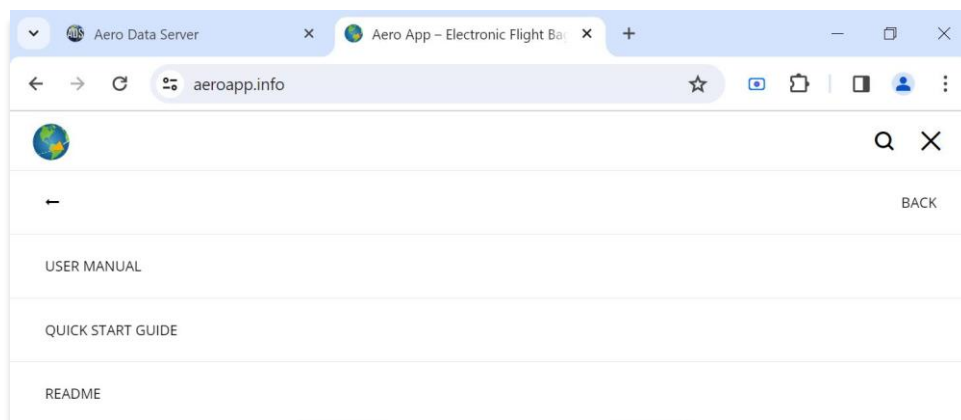 Aero Data Server
Aero App – Electronic Flight Ba
aeroapp.info
BACK
USER MANUAL
QUICK START GUIDE
README